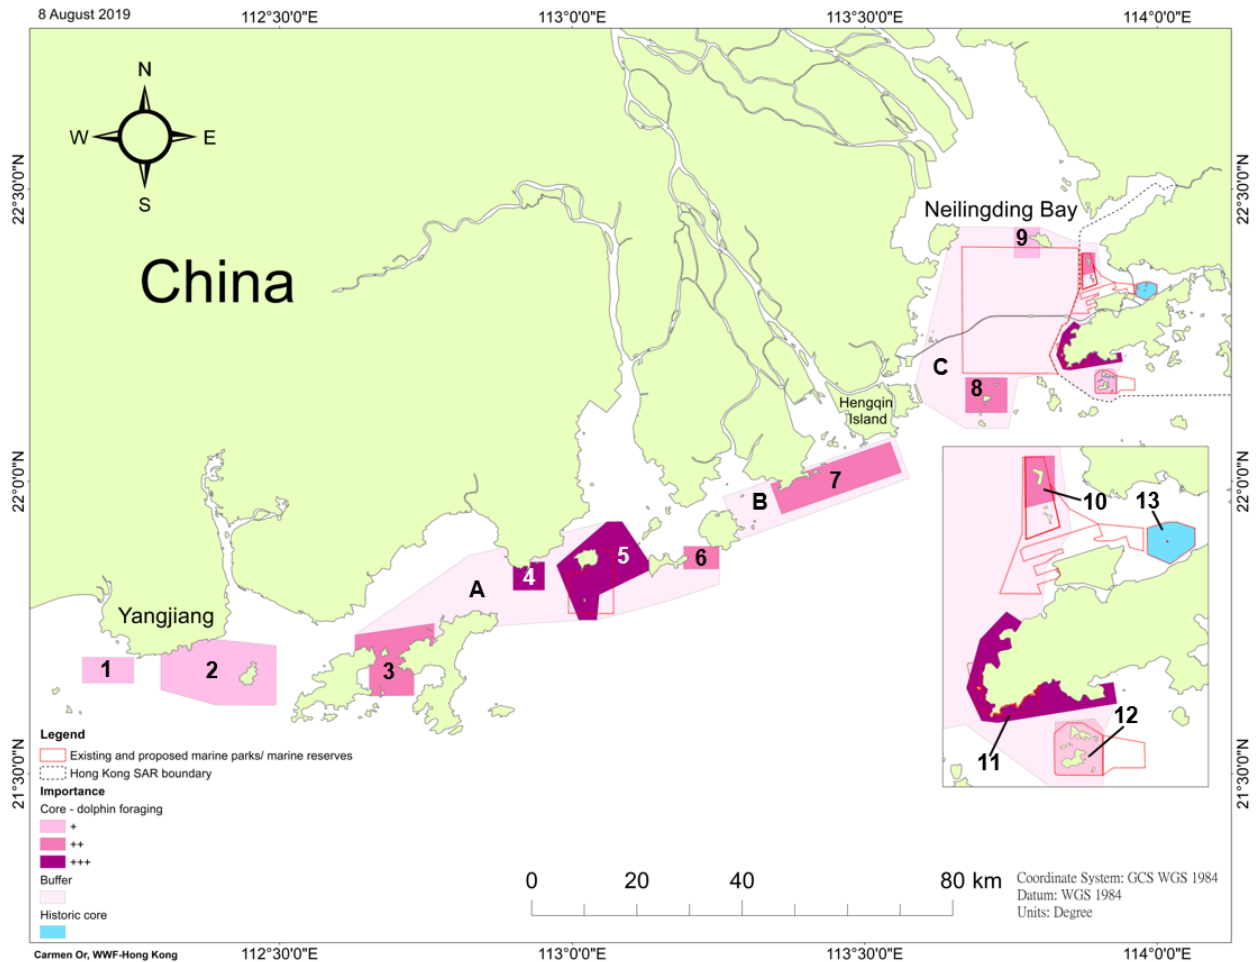 8 August 2019
112°30'0"E
113°0'0"E
113°30'0"E
114°0'0"E
N
W E
S
22°30'0"N
22°30'0"N
China
Neilingding Bay
9
C
8
Hengqin
Island
22°0'0"N
22°0'0"N
7
B
10
13
5
6
4
A
Yangjiang
1
2
3
12
11
21°30'0"N
21°30'0"N
Legend
Existing and proposed marine parks/ marine reserves
Hong Kong SAR boundary
Importance
Core - dolphin foraging
+
++
+++
Buffer
Historic core
0 20 40 80 km
Coordinate System: GCS WGS 1984
Datum: WGS 1984
Units: Degree
Carmen Or, WWF-Hong Kong
112°30'0"E
113°0'0"E
113°30'0"E
114°0'0"E